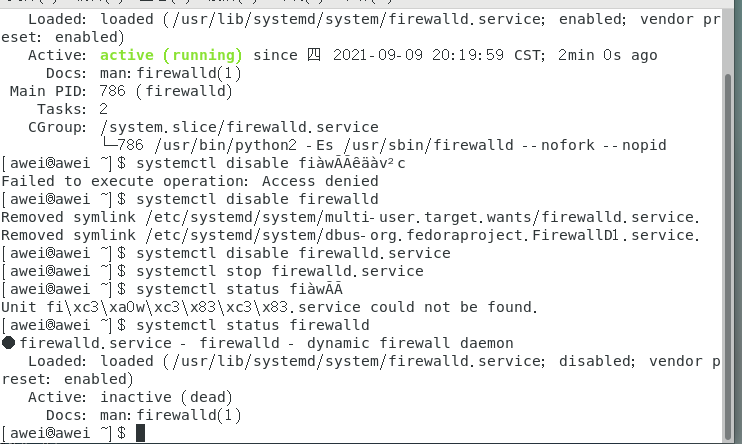 Loaded: loaded (/usr/lib/systemd/system/firewalld.service; enabled; vendor pr
eset: enabled)
Active: active (running) since 四 2021-09-09 20:19:59 CST; 2min 0s ago
Docs: man:firewalld(1)
Main PID: 786 (firewalld)
Tasks: 2
CGroup: /system.slice/firewalld.service
└─786 /usr/bin/python2 -Es /usr/sbin/firewalld --nofork --nopid
[awei@awei ~]$ systemctl disable fiàwÃÃêäàv²c
Failed to execute operation: Access denied
[awei@awei ~]$ systemctl disable firewalld
Removed symlink /etc/systemd/system/multi-user.target.wants/firewalld.service.
Removed symlink /etc/systemd/system/dbus-org.fedoraproject.FirewallD1.service.
[awei@awei ~]$ systemctl disable firewalld.service
[awei@awei ~]$ systemctl stop firewalld.service
[awei@awei ~]$ systemctl status fiàwÃÃ
Unit fi\xc3\xa0w\xc3\x83\xc3\x83.service could not be found.
[awei@awei ~]$ systemctl status firewalld
● firewalld.service - firewalld - dynamic firewall daemon
Loaded: loaded (/usr/lib/systemd/system/firewalld.service; disabled; vendor p
reset: enabled)
Active: inactive (dead)
Docs: man:firewalld(1)
[awei@awei ~]$